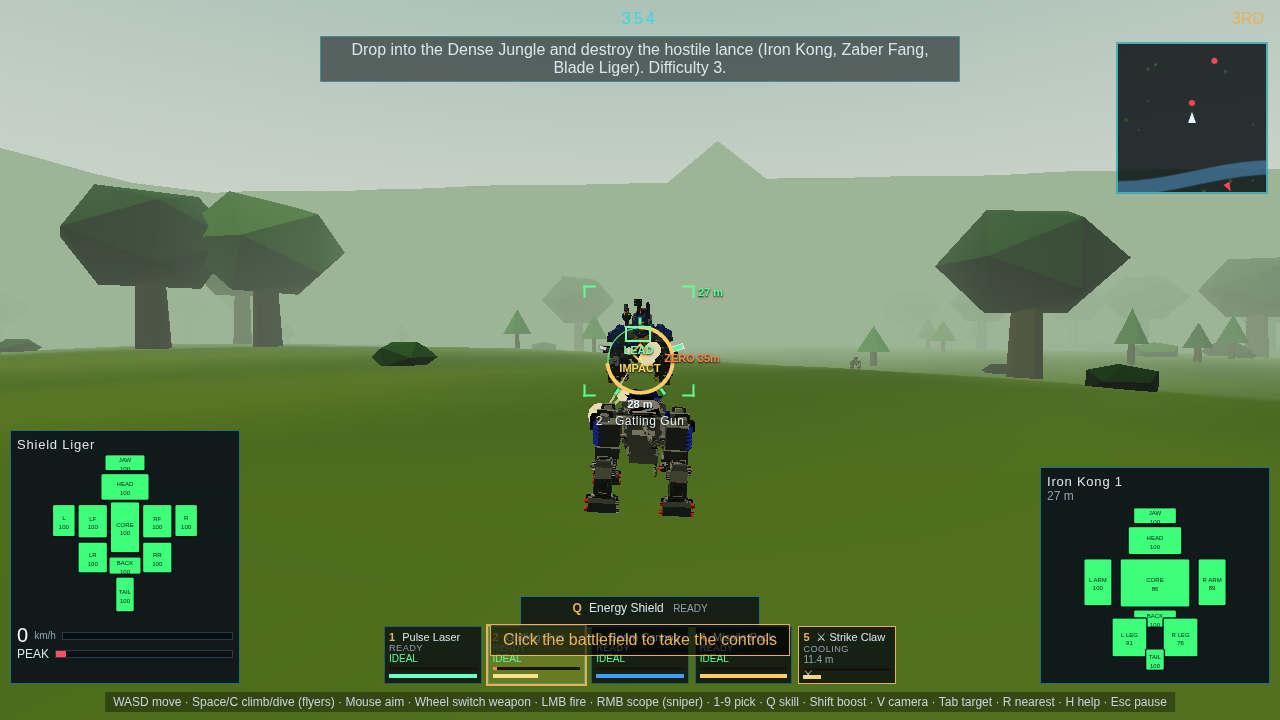 354
3RD
Drop into the Dense Jungle and destroy the hostile lance (Iron Kong, Zaber Fang,
Blade Liger). Difficulty 3.
27 m
LEAD
ZERO 35m
IMPACT
28 m
2 · Gatling Gun
Shield Liger
JAW
100
HEAD
100
L
100
LF
100
CORE
100
RF
100
R
100
LR
100
BACK
100
RR
100
TAIL
100
0 km/h
PEAK
Iron Kong 1
27 m
JAW
100
HEAD
100
L ARM
100
CORE
86
R ARM
89
BACK
100
L LEG
91
R LEG
76
TAIL
100
Q Energy Shield READY
1 Pulse Laser
READY
IDEAL
2
READY
IDEAL
READY
IDEAL
READY
IDEAL
5 ⚔ Strike Claw
COOLING
11.4 m
⚔
Click the battlefield to take the controls
WASD move · Space/C climb/dive (flyers) · Mouse aim · Wheel switch weapon · LMB fire · RMB scope (sniper) · 1-9 pick · Q skill · Shift boost · V camera · Tab target · R nearest · H help · Esc pause